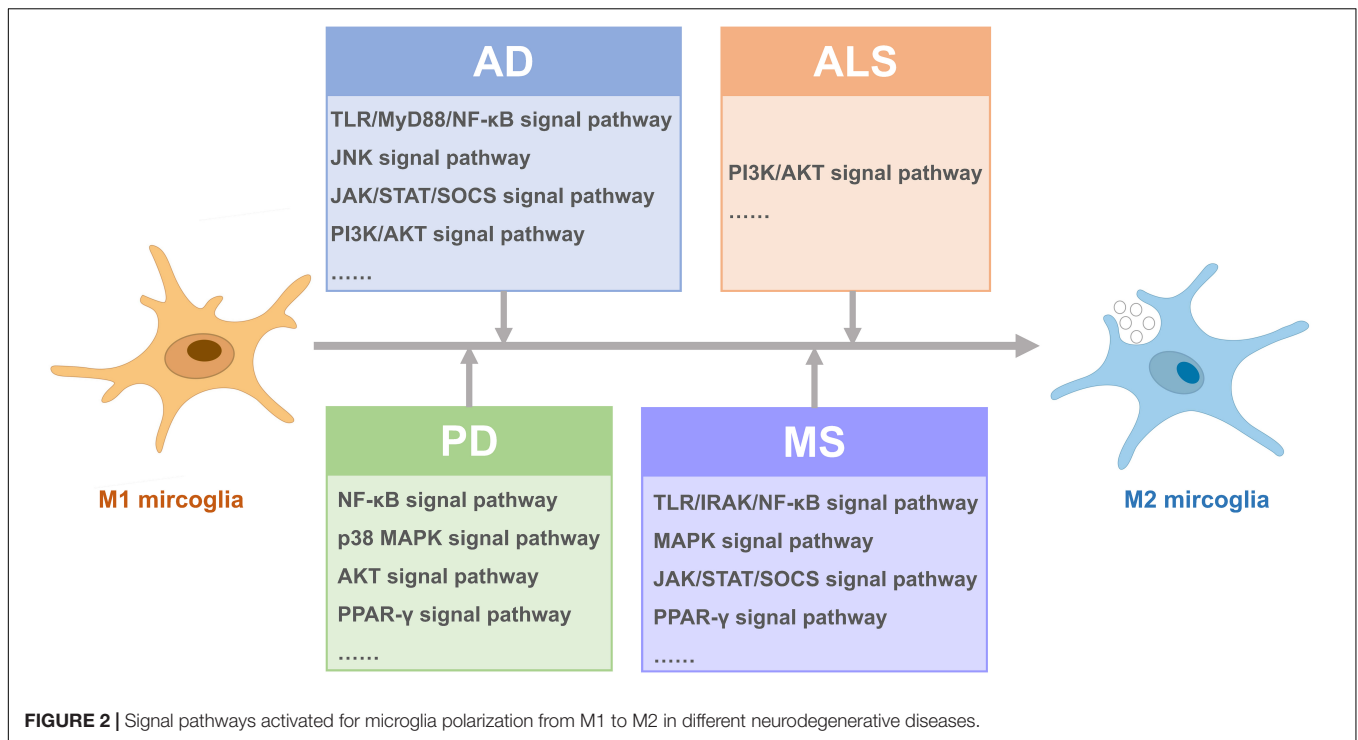 AD
TLR/MyD88/NF-κB signal pathway
JNK signal pathway
JAK/STAT/SOCS signal pathway
PI3K/AKT signal pathway
......
ALS
PI3K/AKT signal pathway
......
M1 mircoglia
M2 mircoglia
PD
NF-κB signal pathway
p38 MAPK signal pathway
AKT signal pathway
PPAR-γ signal pathway
......
MS
TLR/IRAK/NF-κB signal pathway
MAPK signal pathway
JAK/STAT/SOCS signal pathway
PPAR-γ signal pathway
......
FIGURE 2 | Signal pathways activated for microglia polarization from M1 to M2 in different neurodegenerative diseases.